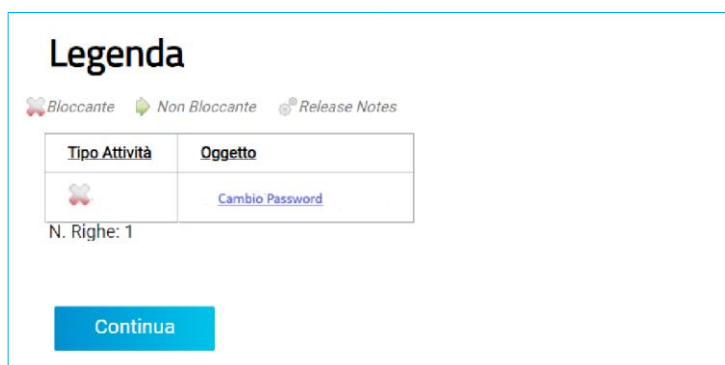 Legenda
Bloccante Non Bloccante Release Notes
Tipo Attività Oggetto
Cambio Password
N. Righe: 1
Continua